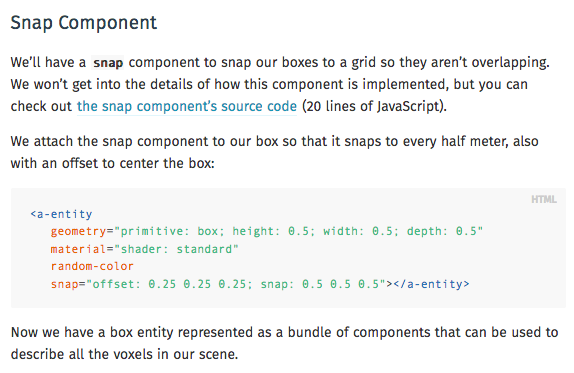 Snap Component
We’ll have a snap component to snap our boxes to a grid so they aren’t overlapping.
We won’t get into the details of how this component is implemented, but you can
check out the snap component’s source code (20 lines of JavaScript).
We attach the snap component to our box so that it snaps to every half meter, also
with an offset to center the box:
HTML
<a-entity
geometry="primitive: box; height: 0.5; width: 0.5; depth: 0.5"
material="shader: standard"
random-color
snap="offset: 0.25 0.25 0.25; snap: 0.5 0.5 0.5"></a-entity>
Now we have a box entity represented as a bundle of components that can be used to
describe all the voxels in our scene.